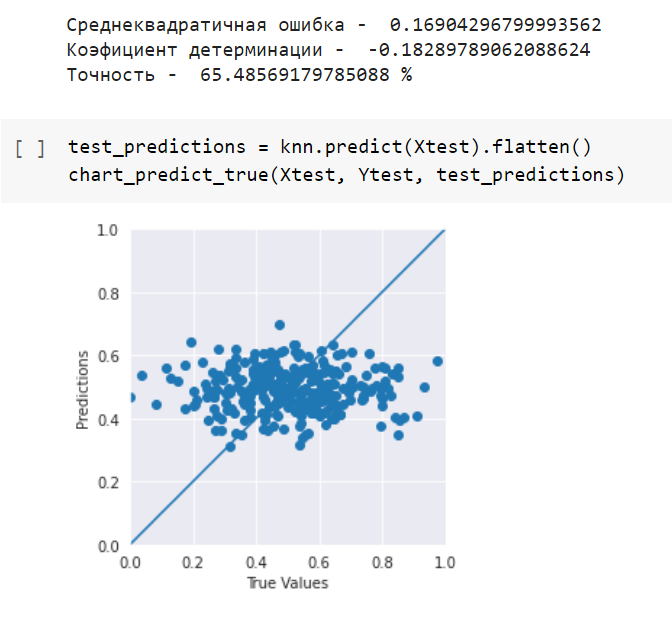 Среднеквадратичная ошибка -  0.16904296799993562
Коэфициент детерминации -  -0.18289789062088624
Точность -  65.48569179785088 %
[ ] test_predictions = knn.predict(Xtest).flatten()
chart_predict_true(Xtest, Ytest, test_predictions)
1.0
0.8
0.6
0.4
0.2
0.0
Predictions
0.0 0.2 0.4 0.6 0.8 1.0
True Values